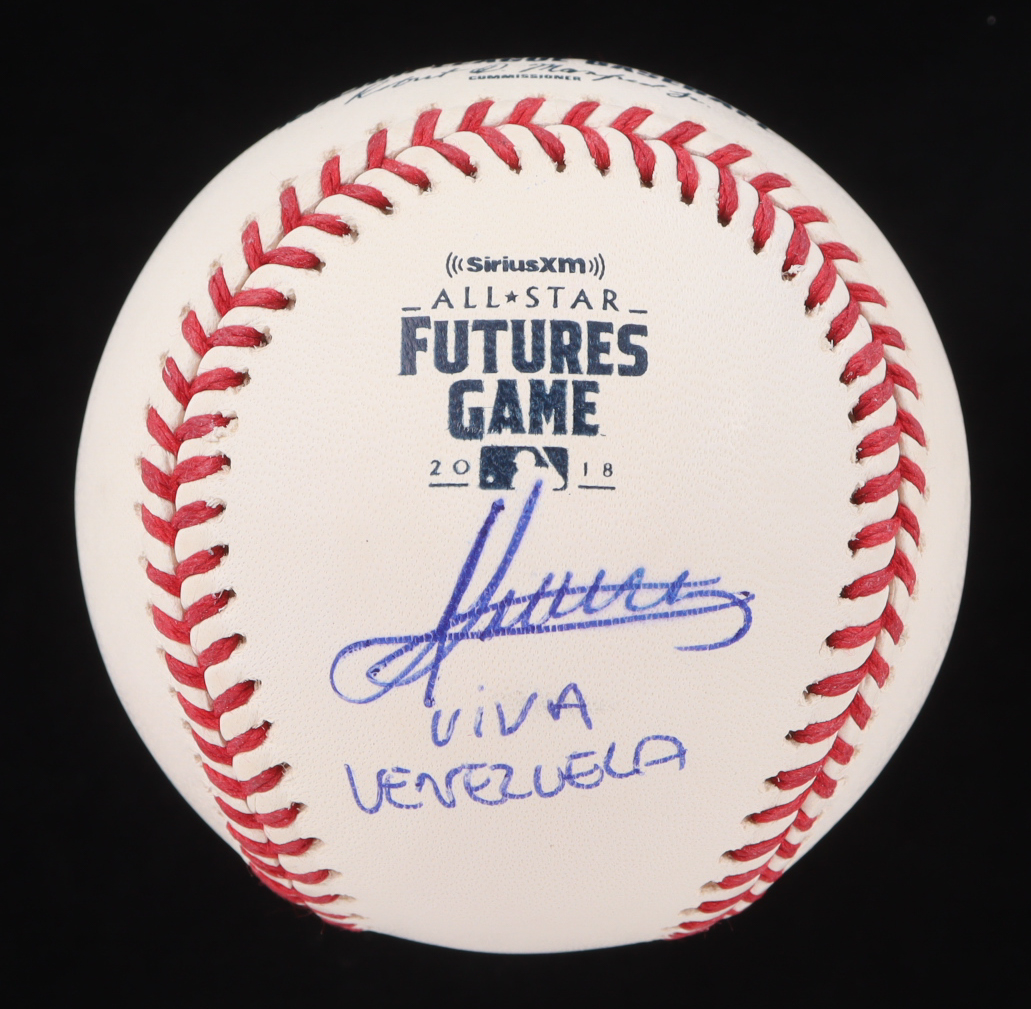 COMMISSIONER
SiriusXM
ALL★STAR
FUTURES
GAME
2018
VIVA
VENEZUELA